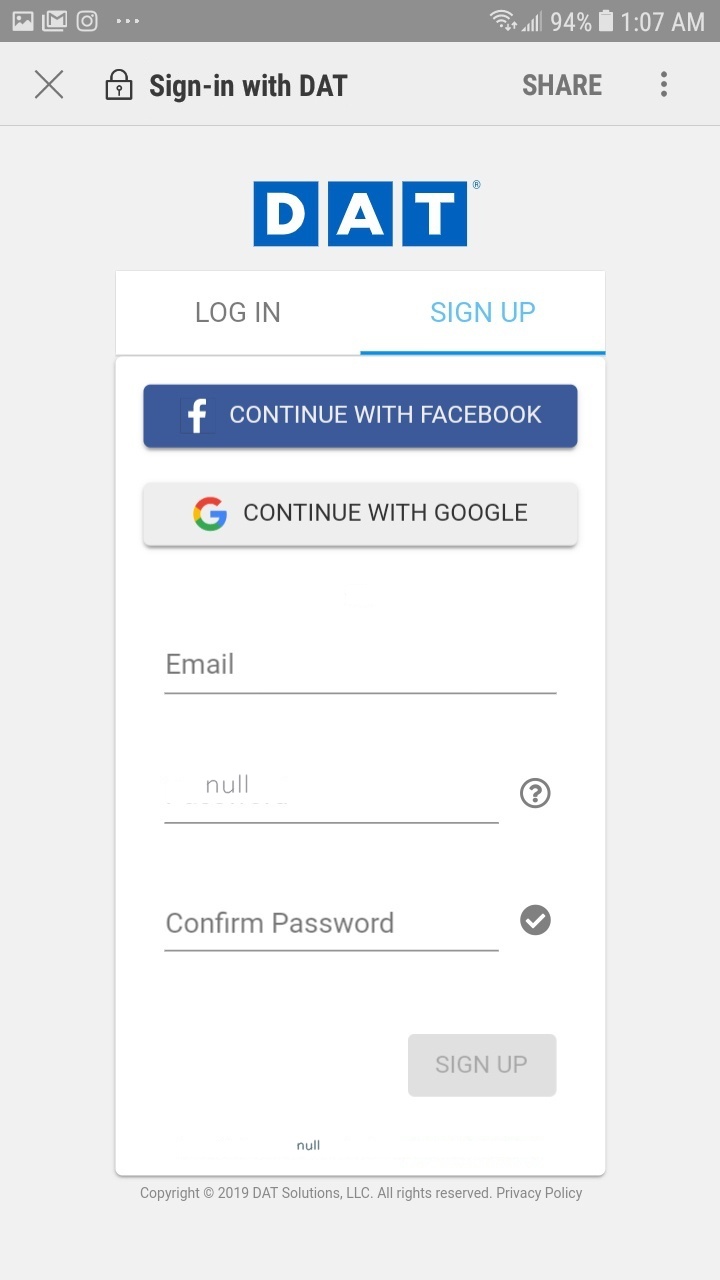 94% 1:07 AM
Sign-in with DAT SHARE
DAT®
LOG IN SIGN UP
f CONTINUE WITH FACEBOOK
G CONTINUE WITH GOOGLE
Email
null
Confirm Password
SIGN UP
null
Copyright © 2019 DAT Solutions, LLC. All rights reserved. Privacy Policy